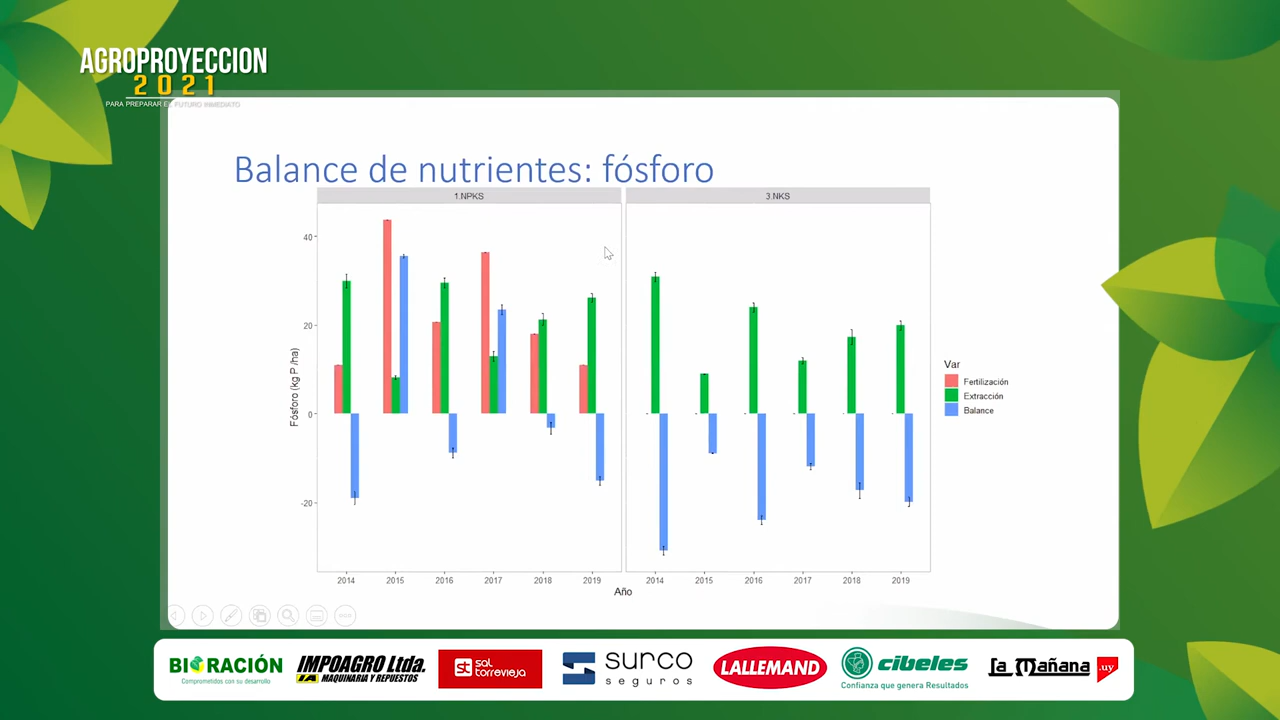 AGROPROYECCION
2021
PARA PREPARAR EL FUTURO INMEDIATO
Balance de nutrientes: fósforo
1.NPKS
3.NKS
Fósforo (kg P /ha)
40
20
0
-20
2014 2015 2016 2017 2018 2019
2014 2015 2016 2017 2018 2019
Año
Var
Fertilización
Extracción
Balance
BIORACIÓN
Comprometidos con su desarrollo
IMPOAGRO Ltda.
IA MAQUINARIA Y REPUESTOS
st sal torrevieja
surco
seguros
LALLEMAND
cibeles
Confianza que genera Resultados
la Mañana .uy